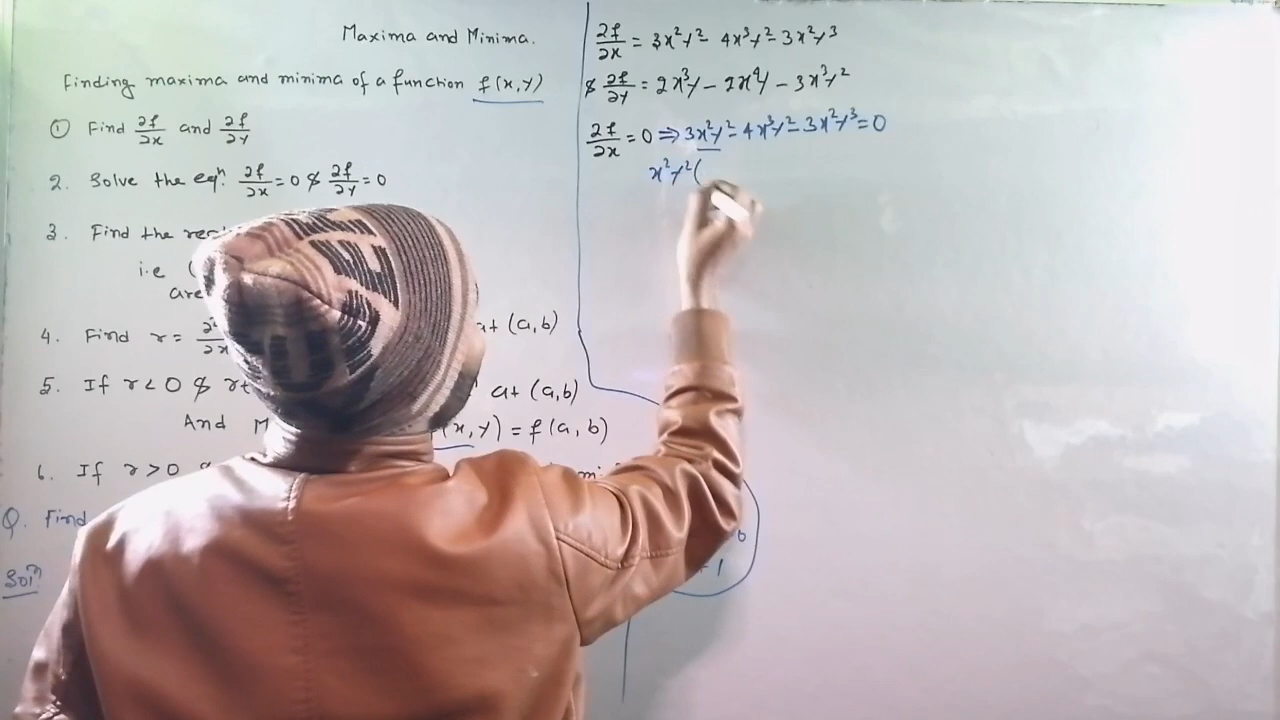 Maxima and Minima.
Finding maxima and minima of a function f(x,y)
① Find ∂f/∂x and ∂f/∂y
2. Solve the eqⁿ. ∂f/∂x = 0 & ∂f/∂y = 0
3. Find the
i.e (
are
4. Find r = at (a,b)
5. If r < 0 & rt at (a,b)
And M (x,y) = f(a,b)
6. If r > 0
Q. Find
Solⁿ
∂f/∂x = 3x²y² - 4x³y² - 3x²y³
& ∂f/∂y = 2x³y - 2x⁴y - 3x³y²
∂f/∂x = 0 ⇒ 3x²y² - 4x³y² - 3x²y³ = 0
x²y² (